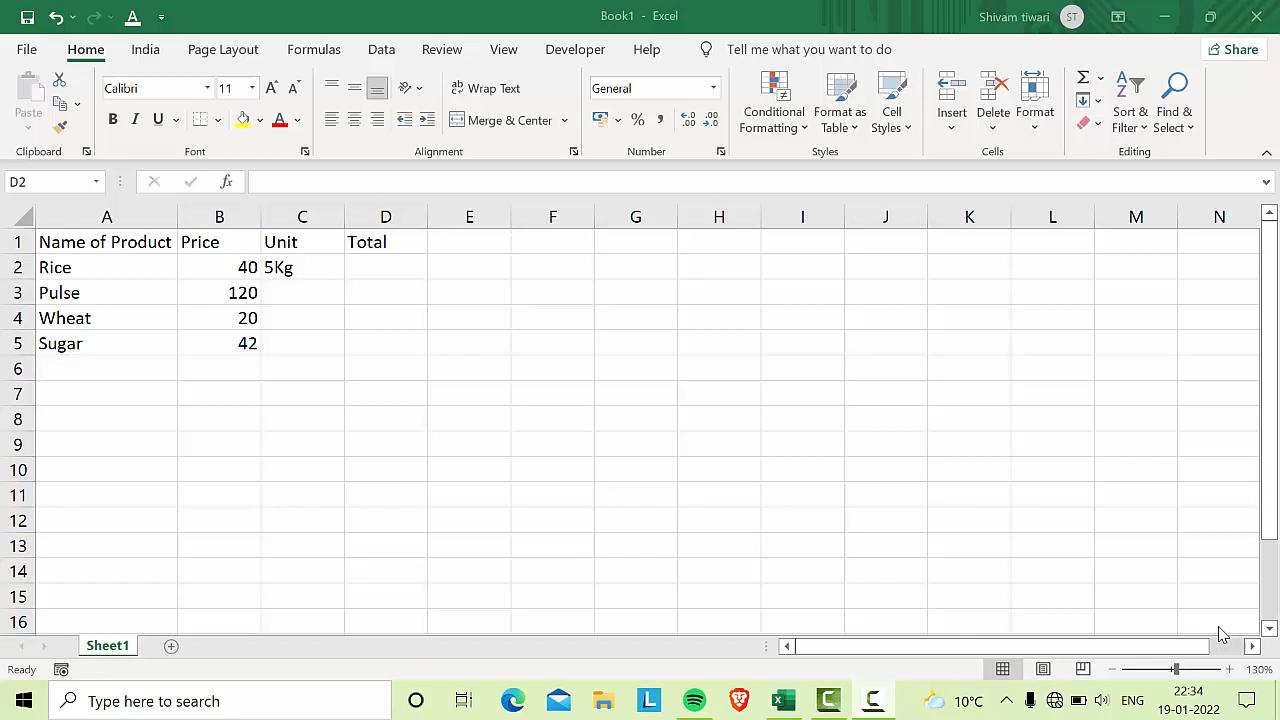 Book1 - Excel
Shivam tiwari ST
File Home India Page Layout Formulas Data Review View Developer Help Tell me what you want to do Share
Paste
Calibri 11
B I U
A
Wrap Text
Merge & Center
General
% ,
Conditional Formatting
Format as Table
Cell Styles
Insert
Delete
Format
Sort & Filter
Find & Select
Clipboard Font Alignment Number Styles Cells Editing
D2 fx
A B C D E F G H I J K L M N
1 Name of Product Price Unit Total
2 Rice 40 5Kg
3 Pulse 120
4 Wheat 20
5 Sugar 42
6
7
8
9
10
11
12
13
14
15
16
Sheet1
Ready 130%
Type here to search
10°C ENG
22:34
19-01-2022